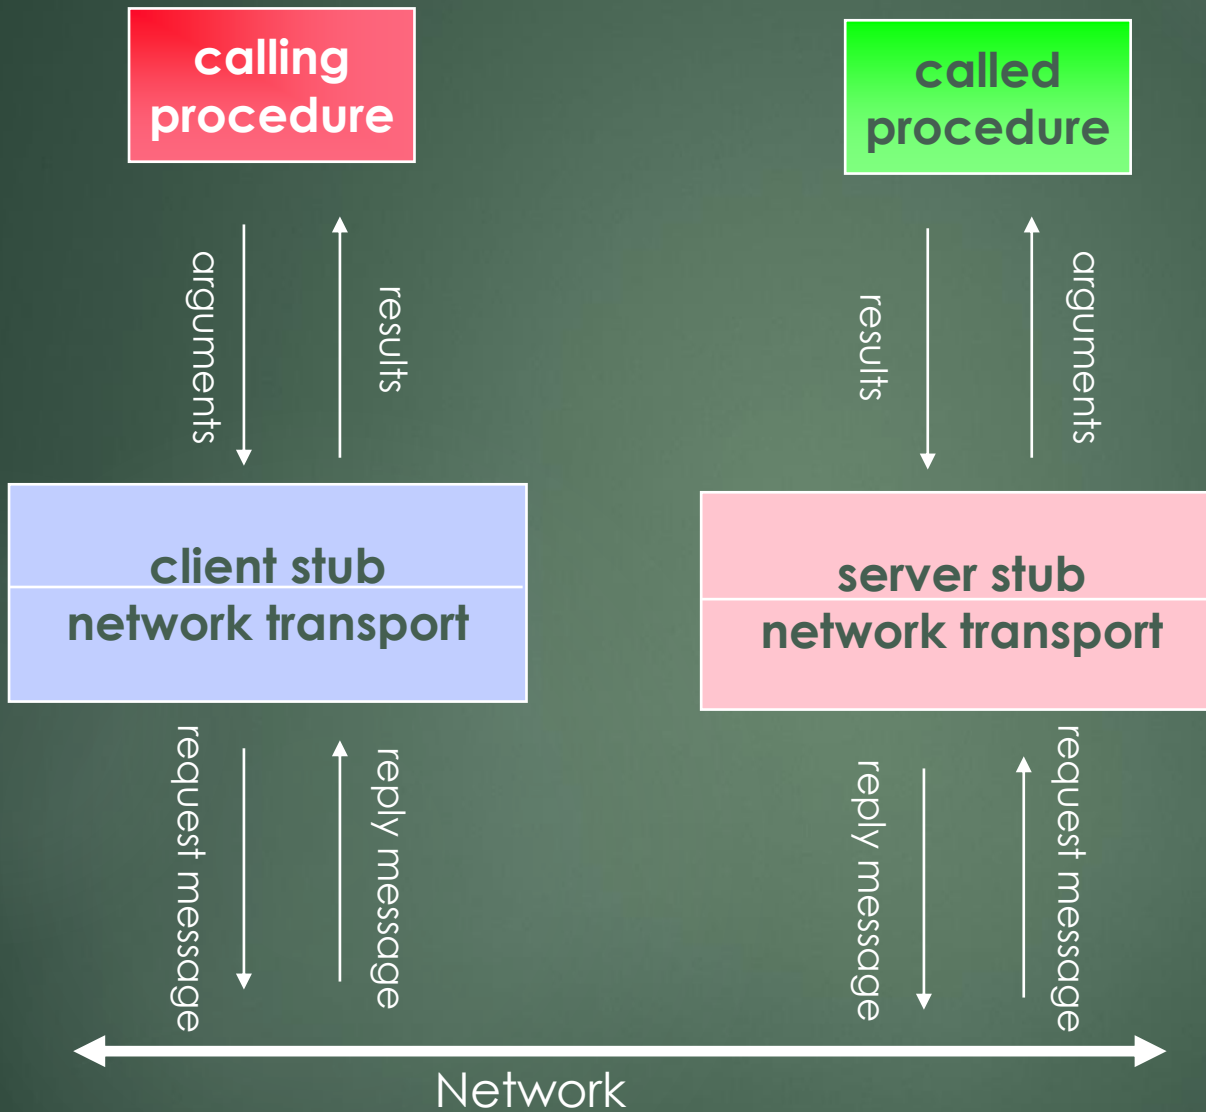 calling
procedure
called
procedure
arguments
results
results
arguments
client stub
network transport
server stub
network transport
request message
reply message
reply message
request message
Network